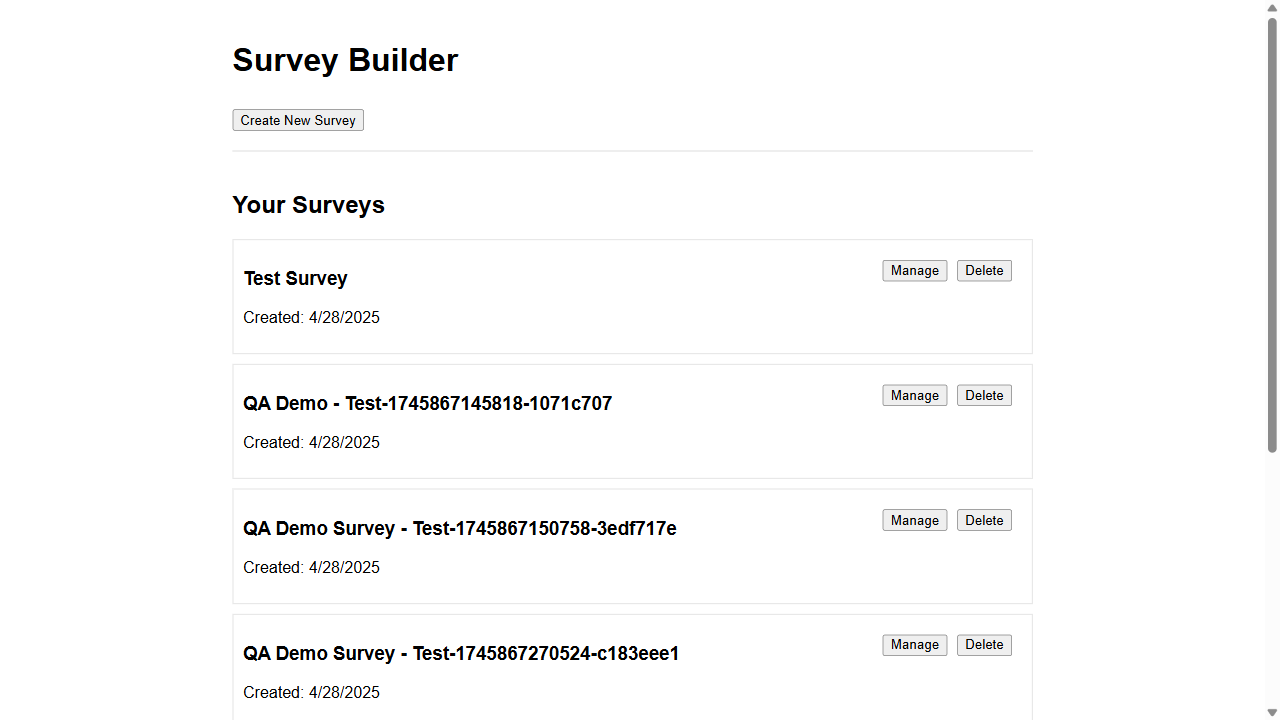 Survey Builder
Create New Survey
Your Surveys
Test Survey
Manage Delete
Created: 4/28/2025
QA Demo - Test-1745867145818-1071c707
Manage Delete
Created: 4/28/2025
QA Demo Survey - Test-1745867150758-3edf717e
Manage Delete
Created: 4/28/2025
QA Demo Survey - Test-1745867270524-c183eee1
Manage Delete
Created: 4/28/2025